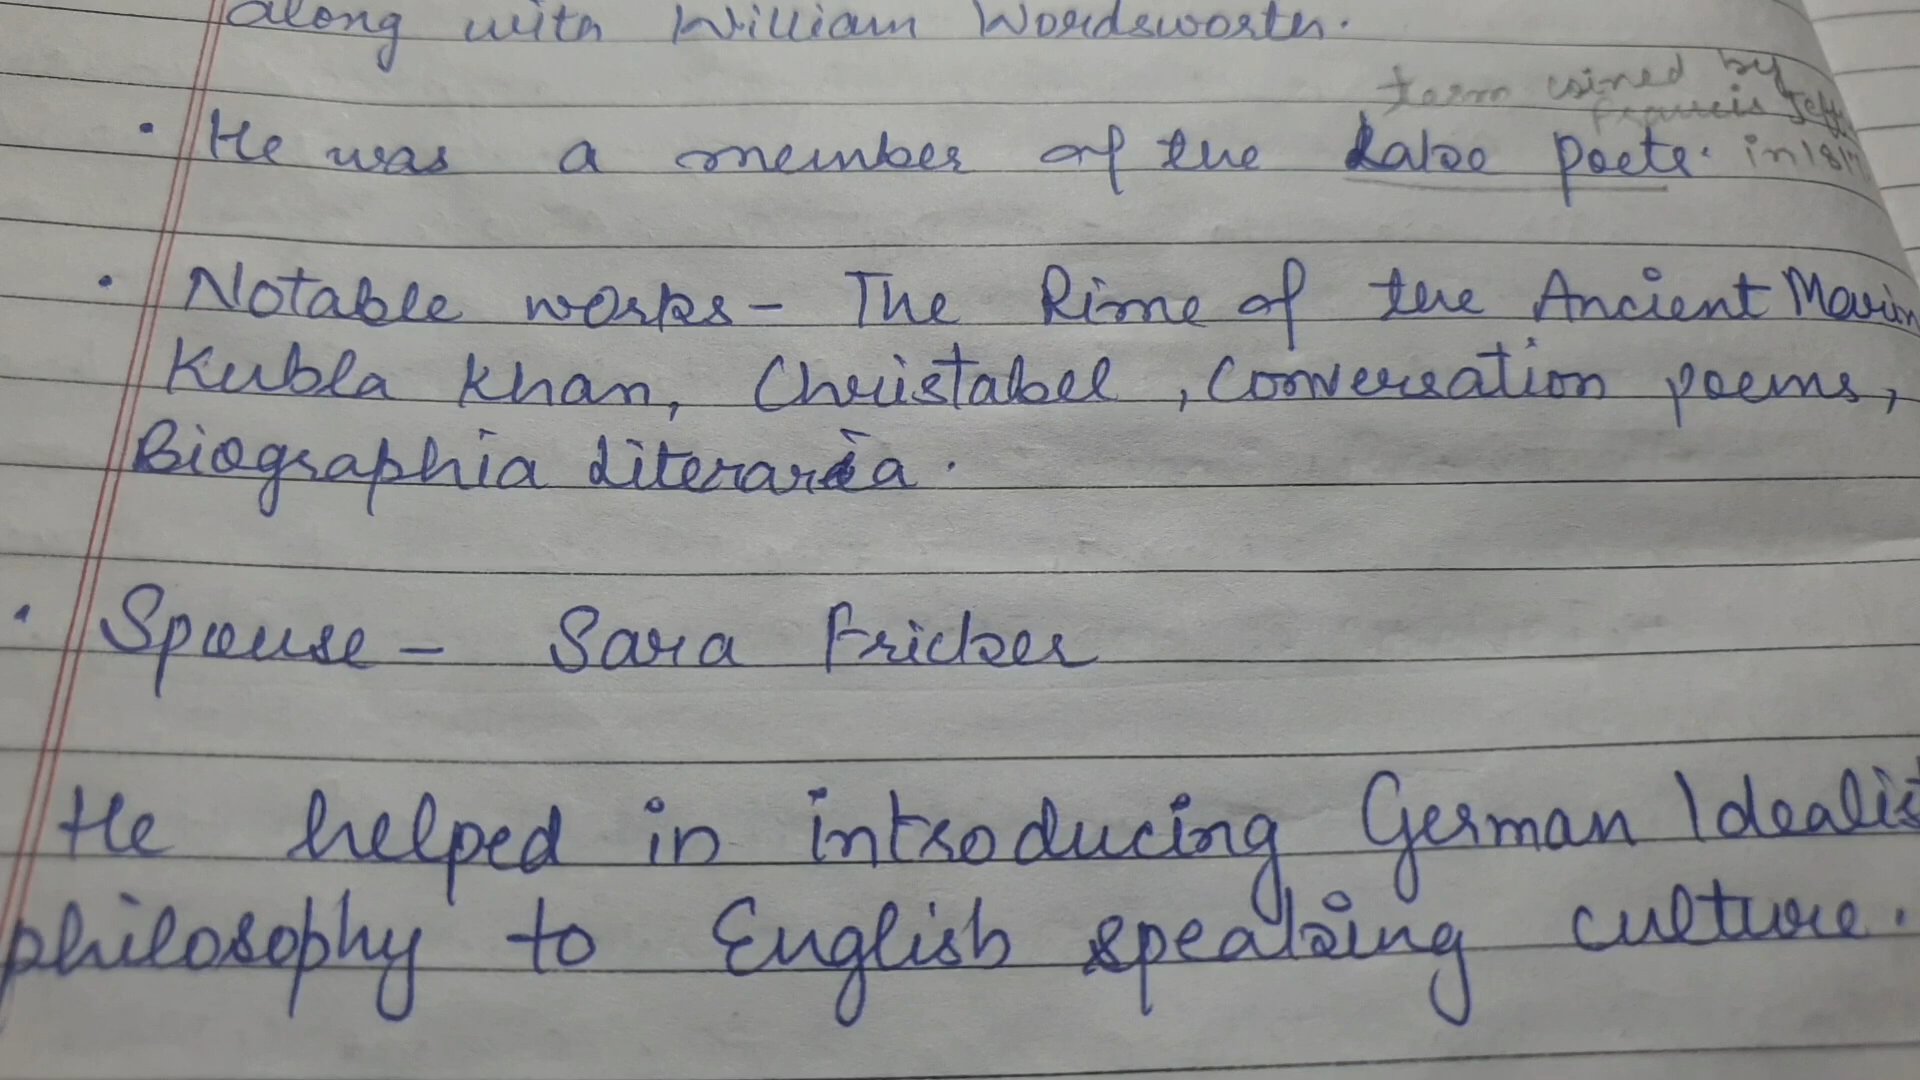 along with William Wordsworth.
term coined by
Francis
• He was a member of the Lake poets. in
• Notable works - The Rime of the Ancient Marin
Kubla Khan, Christabel, Conversation poems,
Biographia Literaria.
• Spouse - Sara Fricker
He helped in introducing German Idealis
philosophy to English speaking culture.